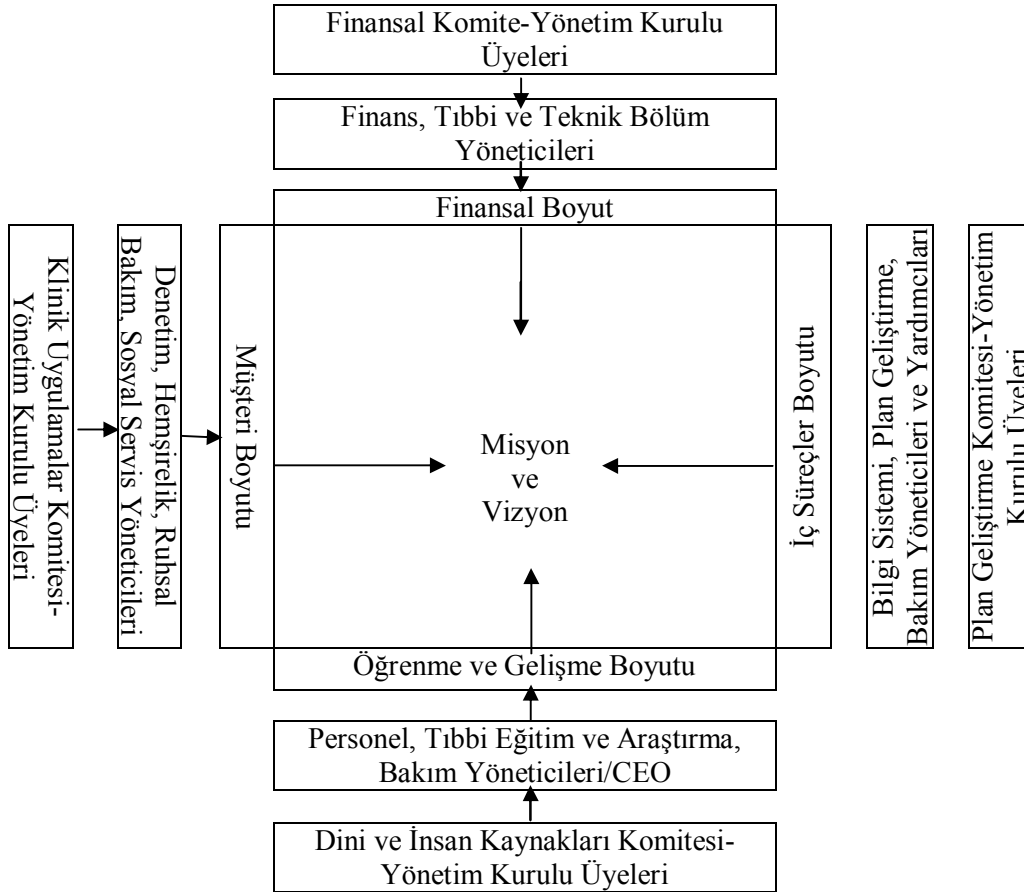 Finansal Komite-Yönetim Kurulu
Üyeleri
Finans, Tıbbi ve Teknik Bölüm
Yöneticileri
Finansal Boyut
Klinik Uygulamalar Komitesi-
Yönetim Kurulu Üyeleri
Denetim, Hemşirelik, Ruhsal
Bakım, Sosyal Servis Yöneticileri
Müşteri Boyutu
Misyon
ve
Vizyon
İç Süreçler Boyutu
Bilgi Sistemi, Plan Geliştirme,
Bakım Yöneticileri ve Yardımcıları
Plan Geliştirme Komitesi-Yönetim
Kurulu Üyeleri
Öğrenme ve Gelişme Boyutu
Personel, Tıbbi Eğitim ve Araştırma,
Bakım Yöneticileri/CEO
Dini ve İnsan Kaynakları Komitesi-
Yönetim Kurulu Üyeleri